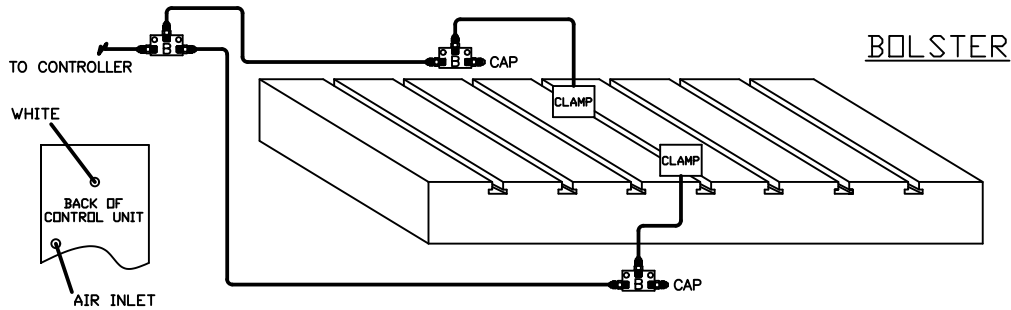 BOLSTER
B
TO CONTROLLER
B CAP
CLAMP
WHITE
CLAMP
BACK OF
CONTROL UNIT
B CAP
AIR INLET